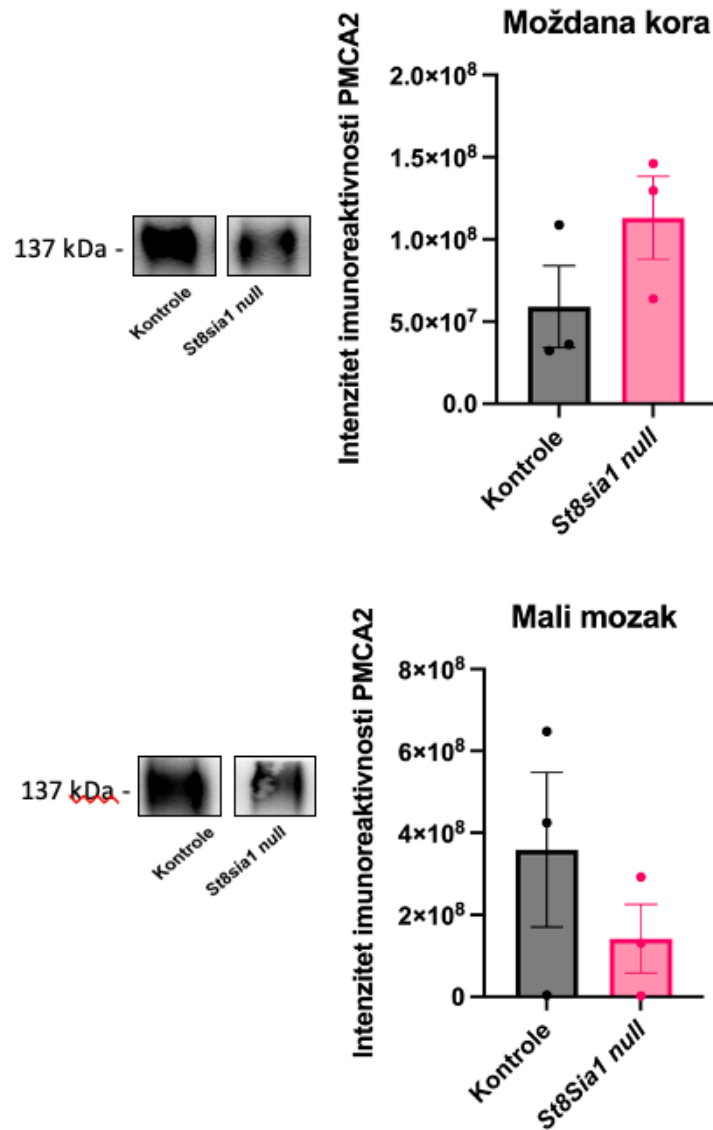 Moždana kora
Intenzitet imunoreaktivnosti PMCA2
2.0×10⁸
1.5×10⁸
1.0×10⁸
5.0×10⁷
0.0
Kontrole
St8sia1 null
137 kDa -
Kontrole
St8sia1 null
Mali mozak
Intenzitet imunoreaktivnosti PMCA2
8×10⁸
6×10⁸
4×10⁸
2×10⁸
0
Kontrole
St8Sia1 null
137 kDa -
Kontrole
St8sia1 null